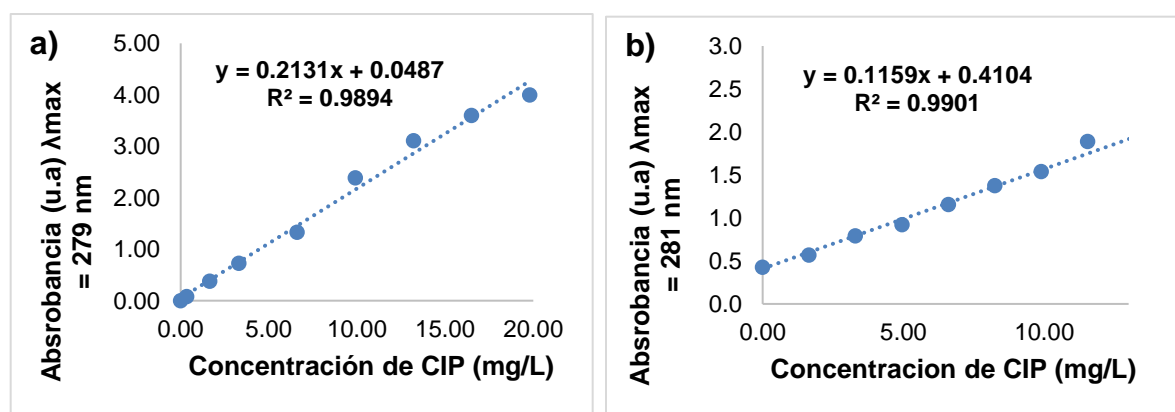 a)
y = 0.2131x + 0.0487
R² = 0.9894
Absrobancia (u.a) λmax
= 279 nm
5.00
4.00
3.00
2.00
1.00
0.00
0.00 5.00 10.00 15.00 20.00
Concentración de CIP (mg/L)
b)
y = 0.1159x + 0.4104
R² = 0.9901
Absrobancia (u.a) λmax
= 281 nm
3.0
2.5
2.0
1.5
1.0
0.5
0.0
0.00 5.00 10.00
Concentracion de CIP (mg/L)